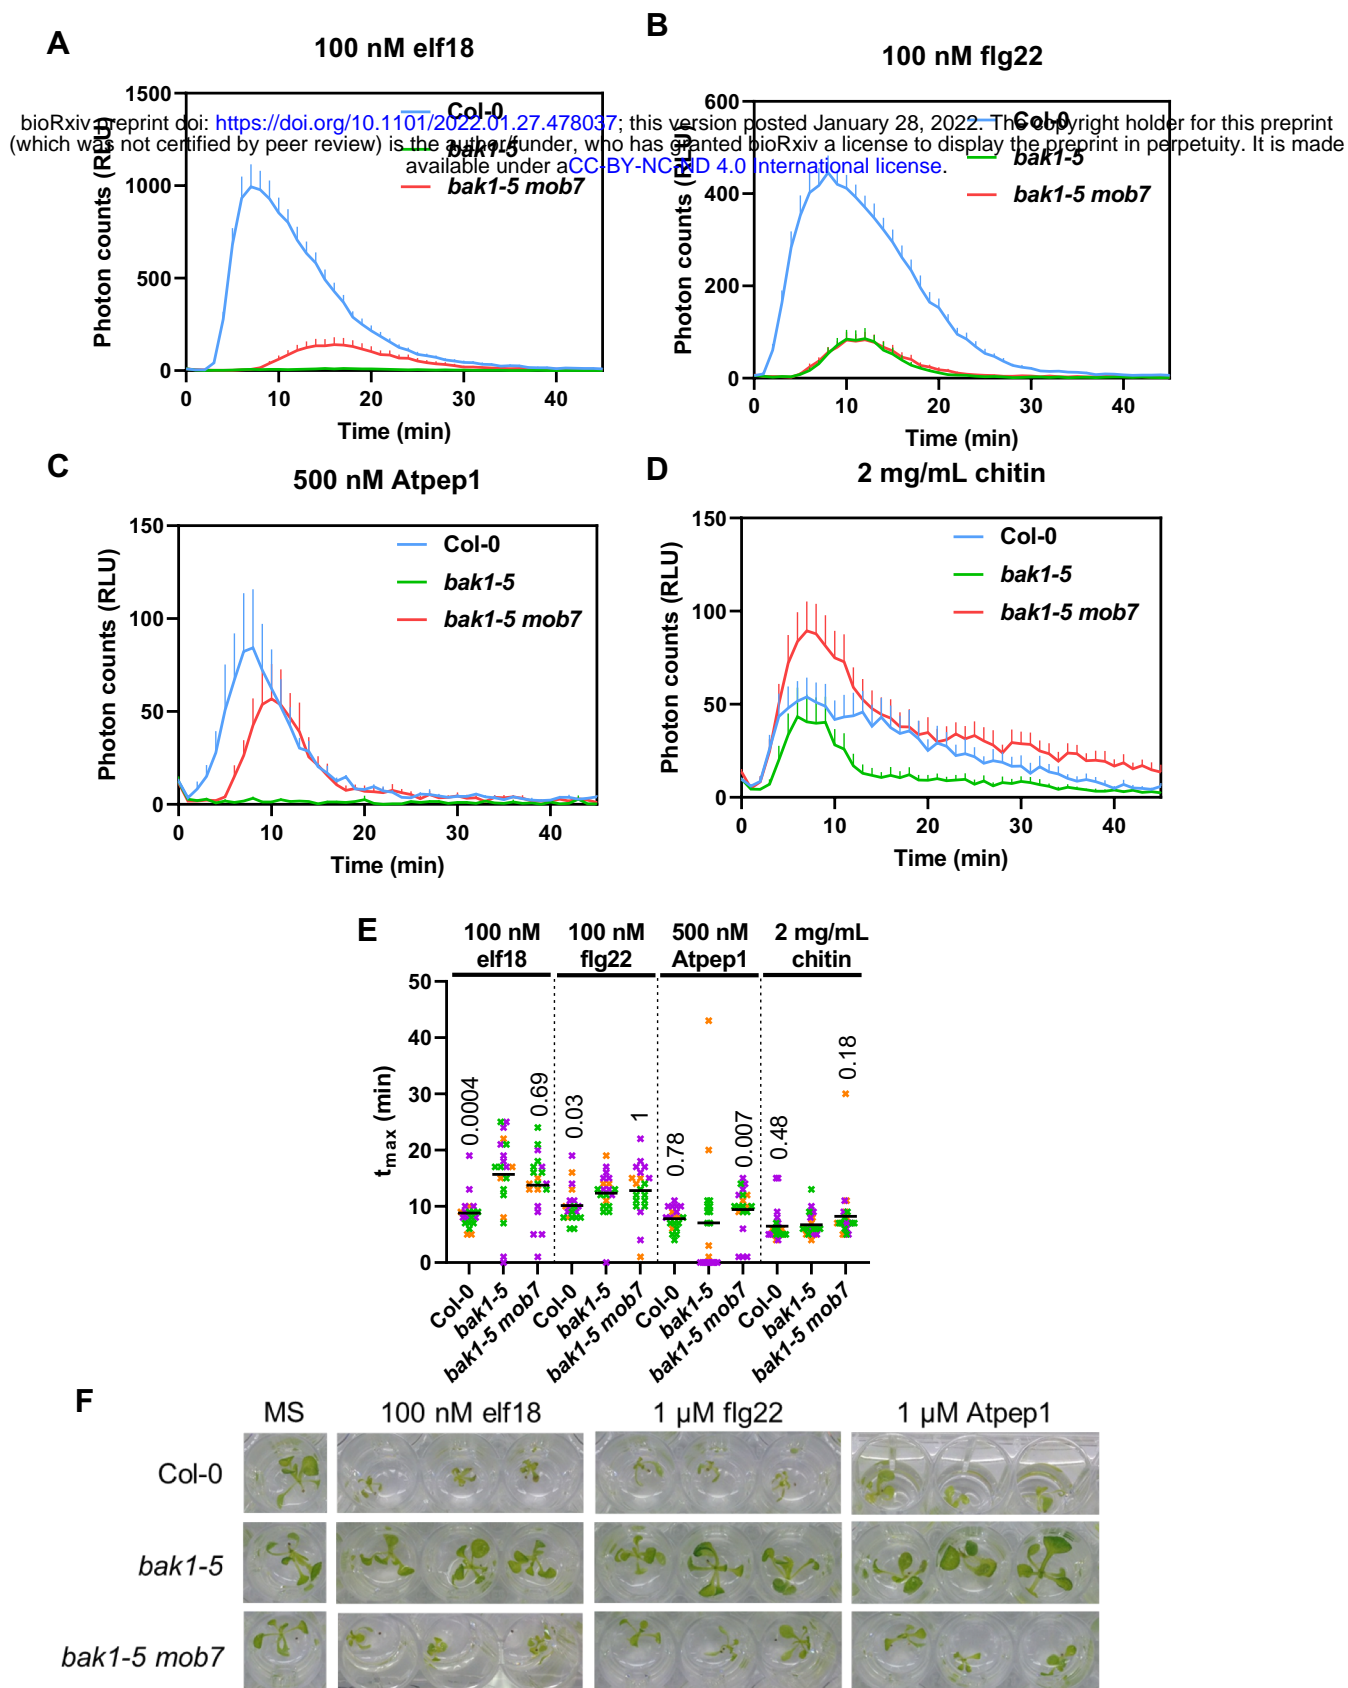 A
100 nM elf18
B
100 nM flg22
bioRxiv preprint doi: https://doi.org/10.1101/2022.01.27.478037; this version posted January 28, 2022. The copyright holder for this preprint
(which was not certified by peer review) is the author/funder, who has granted bioRxiv a license to display the preprint in perpetuity. It is made
available under aCC-BY-NC-ND 4.0 International license.
1500
1000
500
0
Photon counts (RLU)
Col-0
bak1-5
bak1-5 mob7
0 10 20 30 40
Time (min)
600
400
200
0
Photon counts (RLU)
Col-0
bak1-5
bak1-5 mob7
0 10 20 30 40
Time (min)
C
500 nM Atpep1
150
100
50
0
Photon counts (RLU)
Col-0
bak1-5
bak1-5 mob7
0 10 20 30 40
Time (min)
D
2 mg/mL chitin
150
100
50
0
Photon counts (RLU)
Col-0
bak1-5
bak1-5 mob7
0 10 20 30 40
Time (min)
E
100 nM
elf18
100 nM
flg22
500 nM
Atpep1
2 mg/mL
chitin
50
40
30
20
10
0
tmax (min)
0.0004
0.69
0.03
1
0.78
0.007
0.48
0.18
Col-0
bak1-5
bak1-5 mob7
Col-0
bak1-5
bak1-5 mob7
Col-0
bak1-5
bak1-5 mob7
Col-0
bak1-5
bak1-5 mob7
F
MS 100 nM elf18 1 µM flg22 1 µM Atpep1
Col-0
bak1-5
bak1-5 mob7